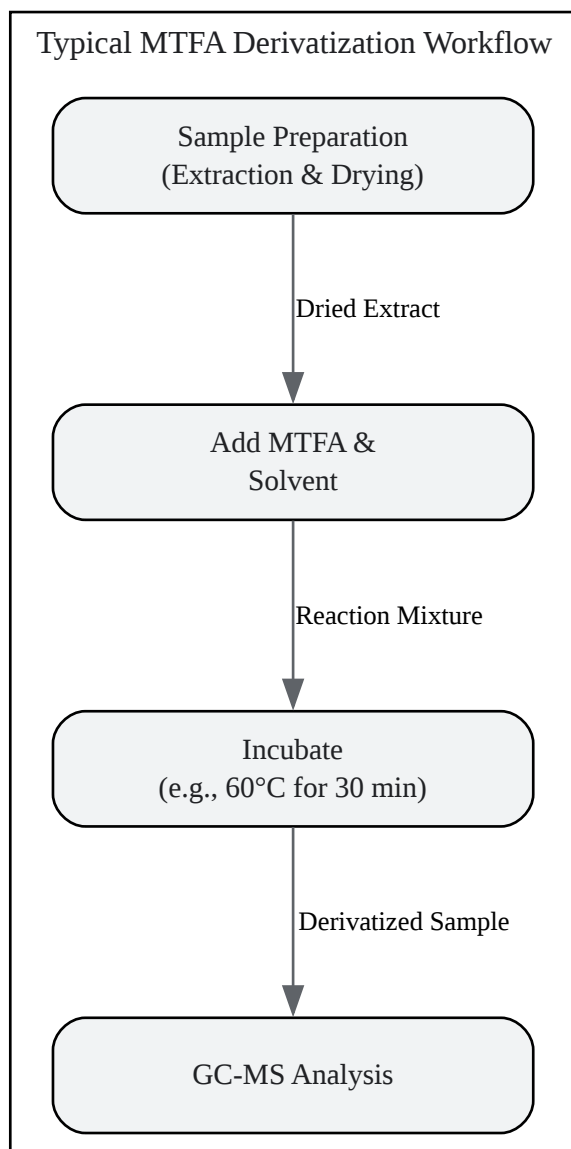 Typical MTFA Derivatization Workflow
Sample Preparation
(Extraction & Drying)
Dried Extract
Add MTFA &
Solvent
Reaction Mixture
Incubate
(e.g., 60°C for 30 min)
Derivatized Sample
GC-MS Analysis